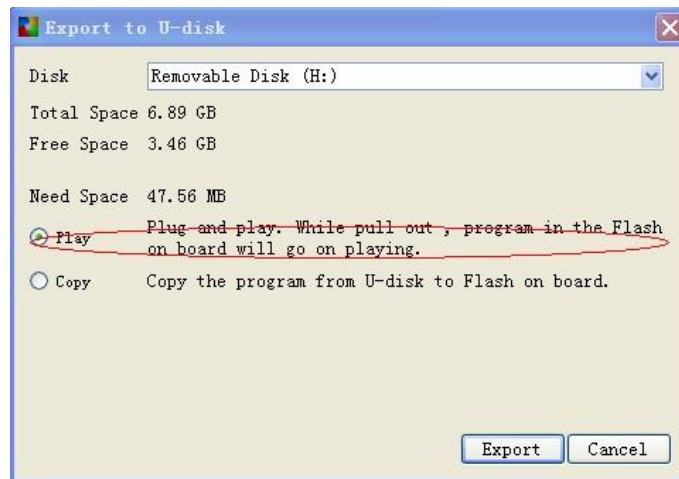 Export to U-disk
Disk Removable Disk (H:)
Total Space 6.89 GB
Free Space 3.46 GB
Need Space 47.56 MB
Play Plug and play. While pull out , program in the Flash
on board will go on playing.
Copy Copy the program from U-disk to Flash on board.
Export Cancel